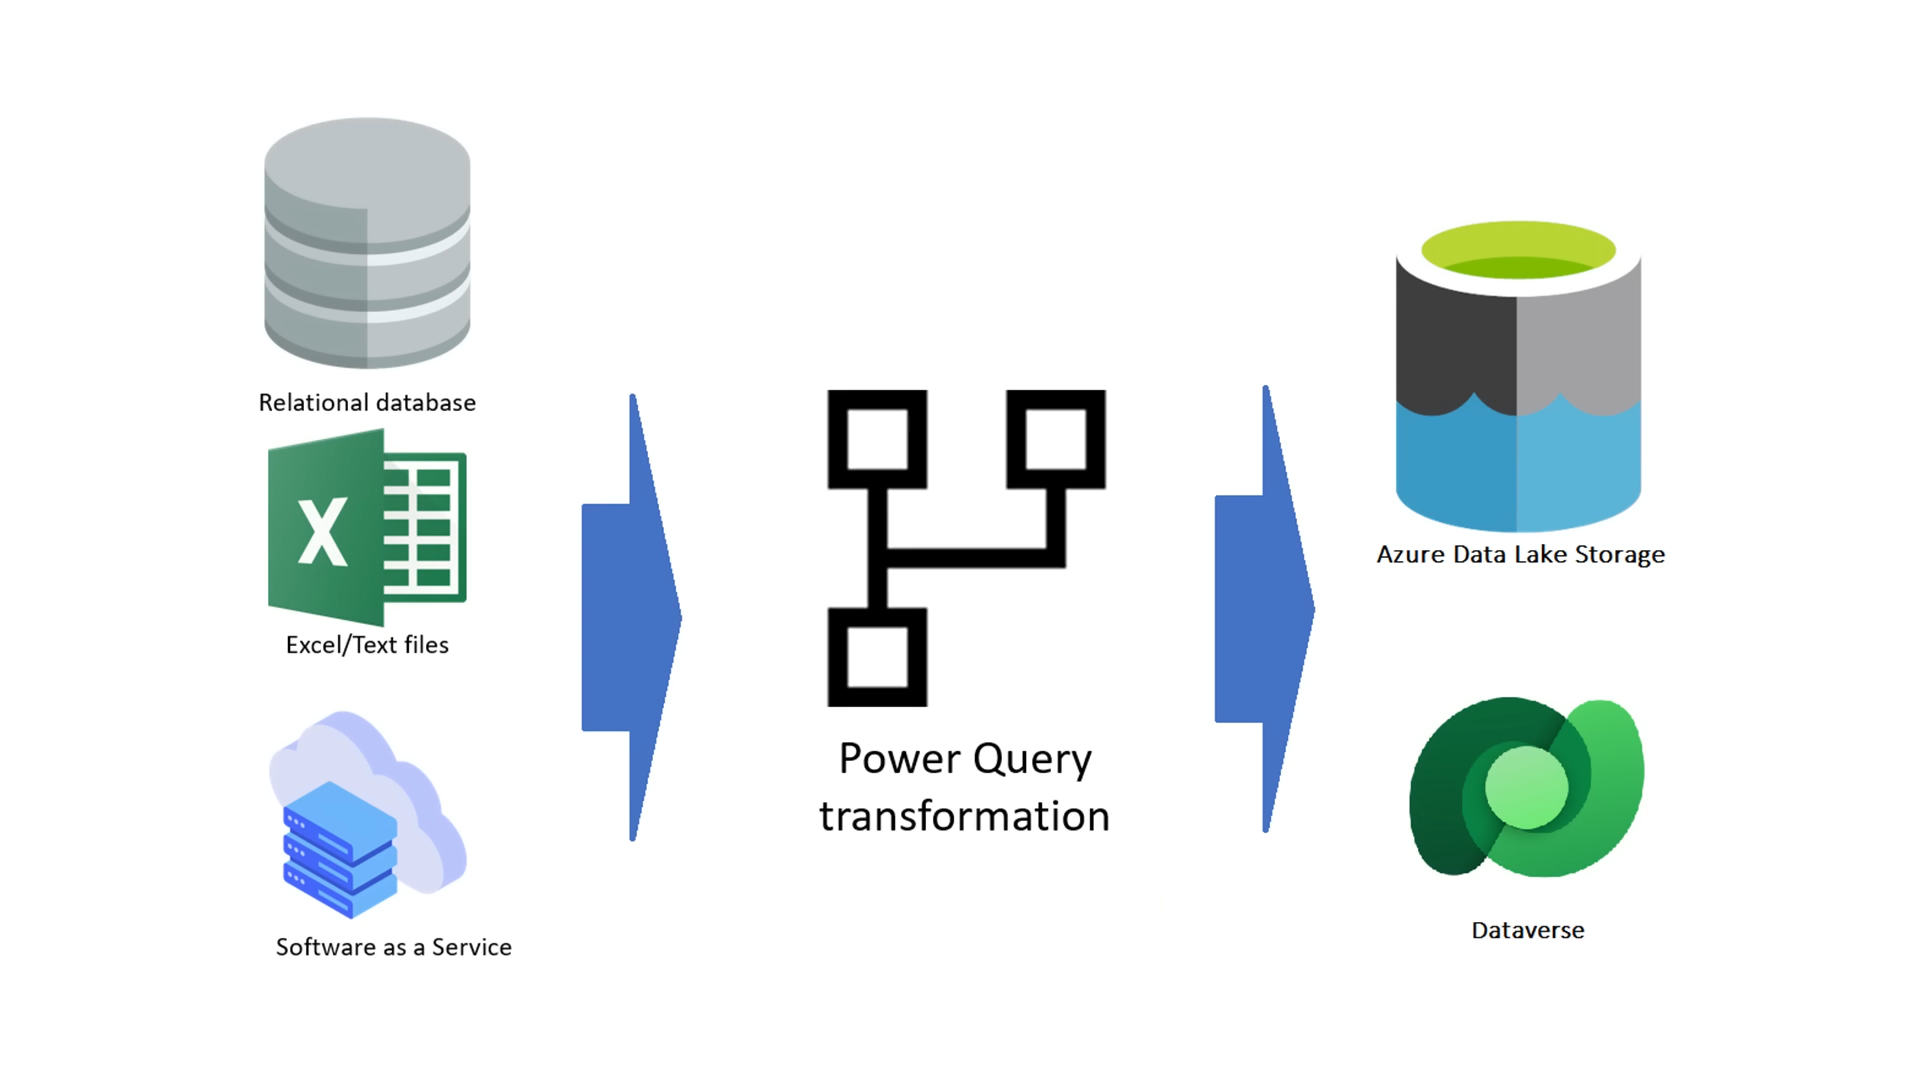 Relational database
X
Excel/Text files
Software as a Service
Power Query
transformation
Azure Data Lake Storage
Dataverse